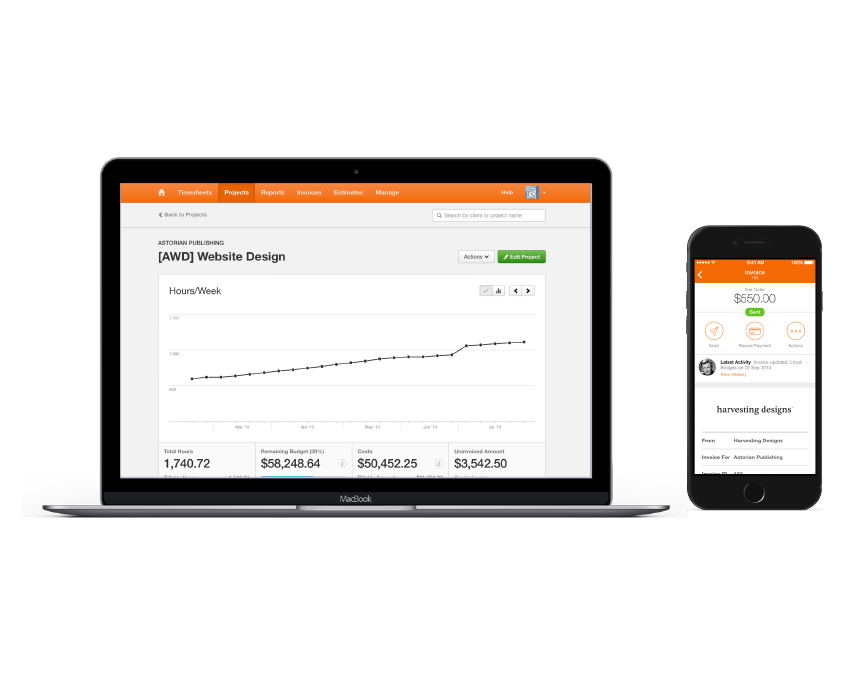 Timesheets Projects Reports Invoices Estimates Manage Help
Back to Projects
Search by client or project name
ASTORIAN PUBLISHING
[AWD] Website Design
Actions Edit Project
Hours/Week
1,000
500
Mar '13 Apr '13 May '13 Jun '13 Jul '13
Total Hours Remaining Budget (39%) Costs Uninvoiced Amount
1,740.72 $58,248.64 $50,452.25 $3,542.50
MacBook
9:41 AM 100%
Invoice
Due Today
$550.00
Sent
Send Record Payment Actions
Latest Activity Invoice updated. Lloyd
Bridges on 22 Sep 2014
View History
harvesting designs
From Harvesting Designs
Invoice For Astorian Publishing